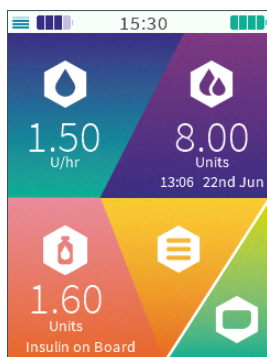 15:30
1.50
U/hr
8.00
Units
13:06 22nd Jun
1.60
Units
Insulin on Board